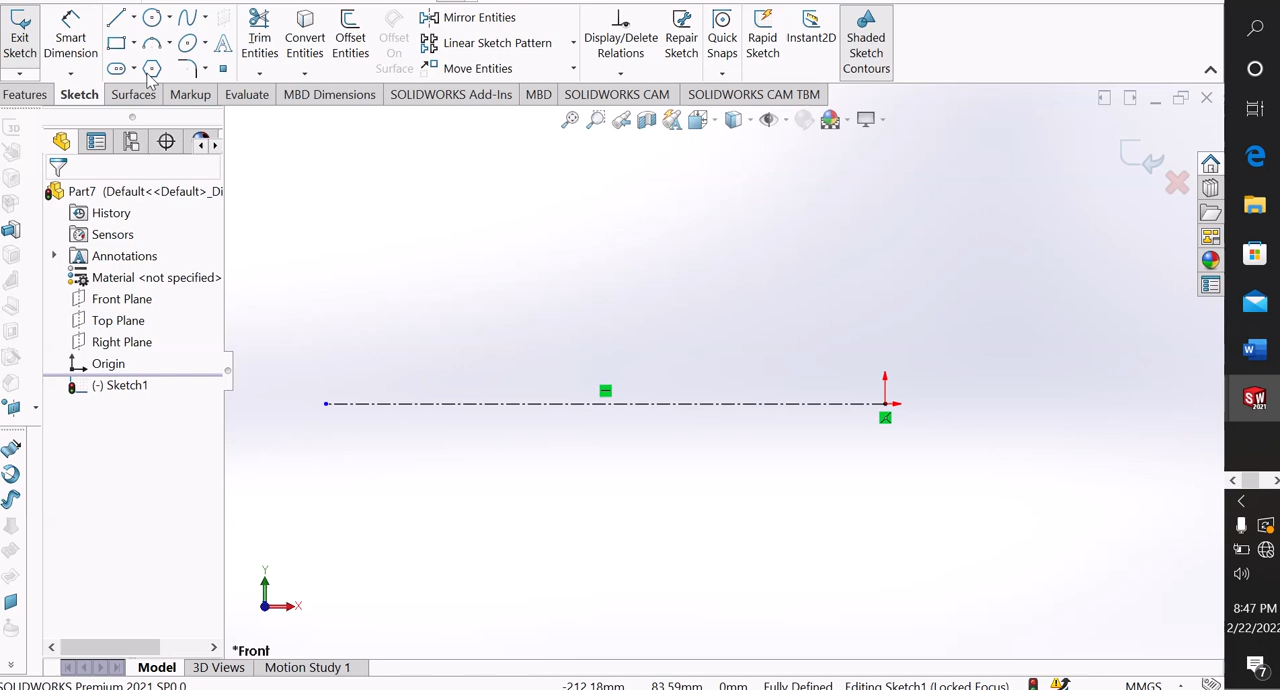 Exit Sketch
Smart Dimension
Trim Entities
Convert Entities
Offset Entities
Offset On Surface
Mirror Entities
Linear Sketch Pattern
Move Entities
Display/Delete Relations
Repair Sketch
Quick Snaps
Rapid Sketch
Instant2D
Shaded Sketch Contours
Features
Sketch
Surfaces
Markup
Evaluate
MBD Dimensions
SOLIDWORKS Add-Ins
MBD
SOLIDWORKS CAM
SOLIDWORKS CAM TBM
3D
Part7 (Default<<Default>_Di
History
Sensors
A Annotations
Material <not specified>
Front Plane
Top Plane
Right Plane
Origin
(-) Sketch1
Y
X
*Front
Model
3D Views
Motion Study 1
SOLIDWORKS Premium 2021 SP0.0
-212.18mm
83.59mm
0mm
Fully Defined
Editing Sketch1 (Locked Focus)
MMGS
W
SW
2021
8:47 PM
2/22/2022
7